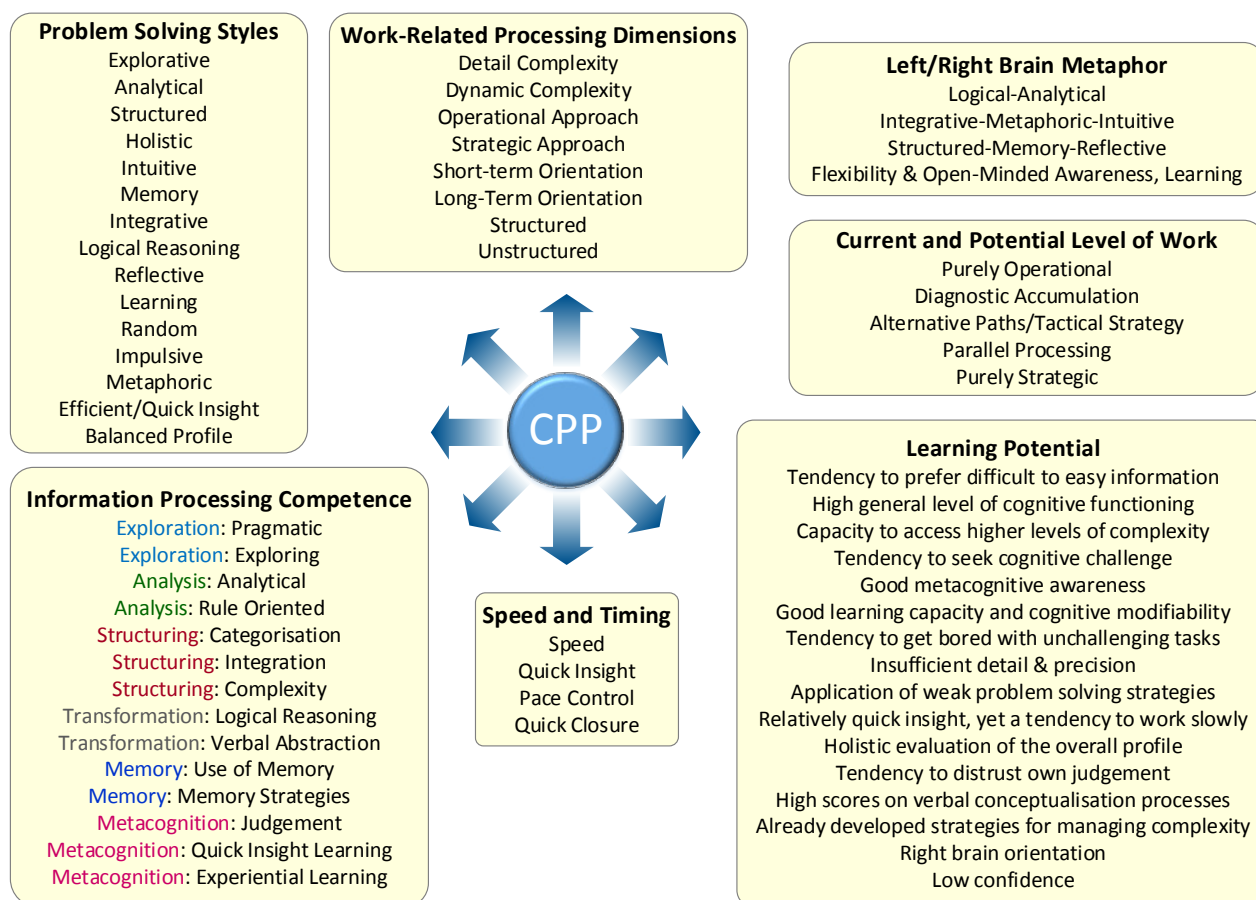 Problem Solving Styles
Explorative
Analytical
Structured
Holistic
Intuitive
Memory
Integrative
Logical Reasoning
Reflective
Learning
Random
Impulsive
Metaphoric
Efficient/Quick Insight
Balanced Profile
Work-Related Processing Dimensions
Detail Complexity
Dynamic Complexity
Operational Approach
Strategic Approach
Short-term Orientation
Long-Term Orientation
Structured
Unstructured
Left/Right Brain Metaphor
Logical-Analytical
Integrative-Metaphoric-Intuitive
Structured-Memory-Reflective
Flexibility & Open-Minded Awareness, Learning
Current and Potential Level of Work
Purely Operational
Diagnostic Accumulation
Alternative Paths/Tactical Strategy
Parallel Processing
Purely Strategic
CPP
Information Processing Competence
Exploration: Pragmatic
Exploration: Exploring
Analysis: Analytical
Analysis: Rule Oriented
Structuring: Categorisation
Structuring: Integration
Structuring: Complexity
Transformation: Logical Reasoning
Transformation: Verbal Abstraction
Memory: Use of Memory
Memory: Memory Strategies
Metacognition: Judgement
Metacognition: Quick Insight Learning
Metacognition: Experiential Learning
Speed and Timing
Speed
Quick Insight
Pace Control
Quick Closure
Learning Potential
Tendency to prefer difficult to easy information
High general level of cognitive functioning
Capacity to access higher levels of complexity
Tendency to seek cognitive challenge
Good metacognitive awareness
Good learning capacity and cognitive modifiability
Tendency to get bored with unchallenging tasks
Insufficient detail & precision
Application of weak problem solving strategies
Relatively quick insight, yet a tendency to work slowly
Holistic evaluation of the overall profile
Tendency to distrust own judgement
High scores on verbal conceptualisation processes
Already developed strategies for managing complexity
Right brain orientation
Low confidence